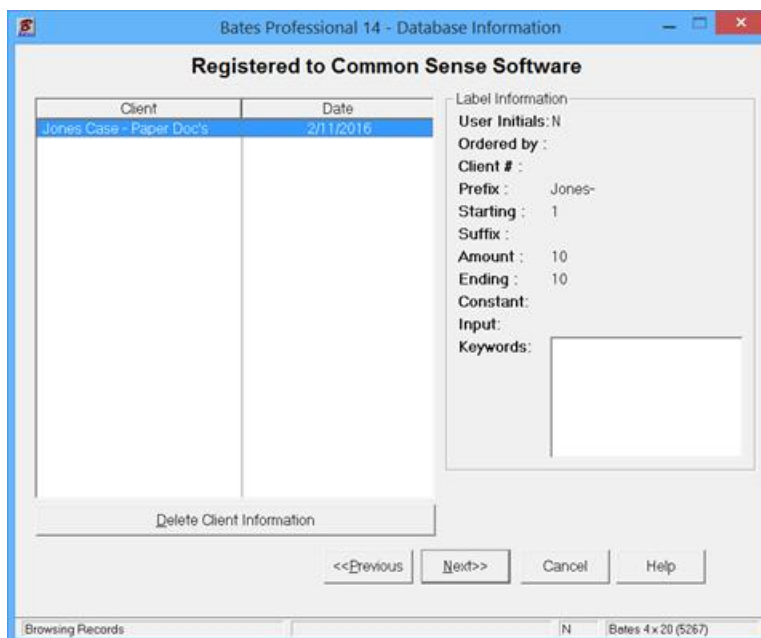 Bates Professional 14 - Database Information
Registered to Common Sense Software
Client Date
Jones Case - Paper Doc's 2/11/2016
Label Information
User Initials: N
Ordered by :
Client # :
Prefix : Jones-
Starting : 1
Suffix :
Amount : 10
Ending : 10
Constant:
Input:
Keywords:
Delete Client Information
<<Previous Next>> Cancel Help
Browsing Records N Bates 4 x 20 (5267)